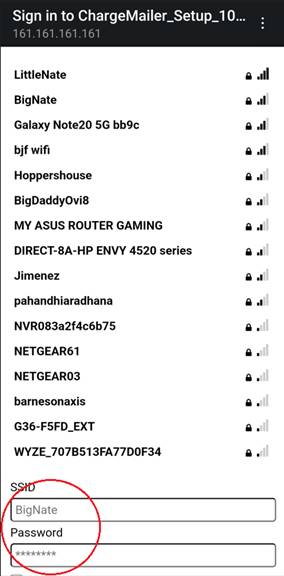 Sign in to ChargeMailer_Setup_10...
161.161.161.161
LittleNate
BigNate
Galaxy Note20 5G bb9c
bjf wifi
Hoppershouse
BigDaddyOvi8
MY ASUS ROUTER GAMING
DIRECT-8A-HP ENVY 4520 series
Jimenez
pahandhiaradhana
NVR083a2f4c6b75
NETGEAR61
NETGEAR03
barnesonaxis
G36-F5FD_EXT
WYZE_707B513FA77D0F34
SSID
BigNate
Password
********